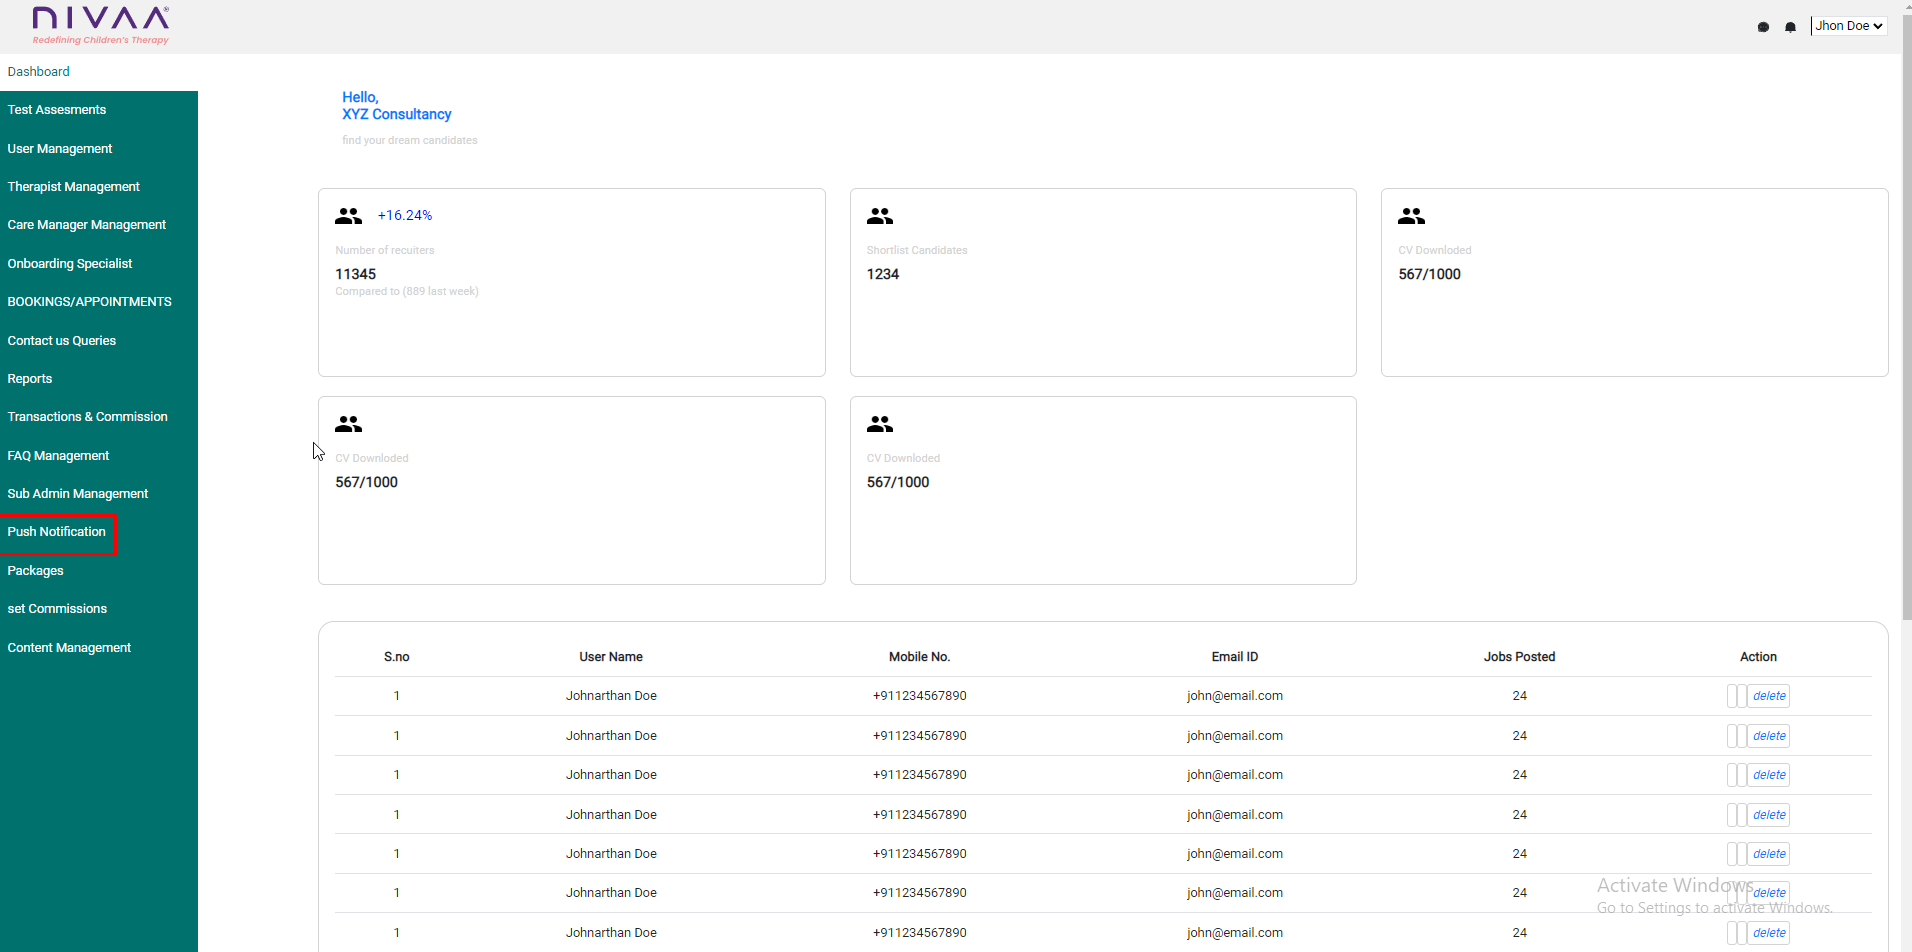 NIVAA®
Redefining Children's Therapy
Jhon Doe
Dashboard
Test Assesments
User Management
Therapist Management
Care Manager Management
Onboarding Specialist
BOOKINGS/APPOINTMENTS
Contact us Queries
Reports
Transactions & Commission
FAQ Management
Sub Admin Management
Push Notification
Packages
set Commissions
Content Management
Hello,
XYZ Consultancy
find your dream candidates
+16.24%
Number of recuiters
11345
Compared to (889 last week)
Shortlist Candidates
1234
CV Downloded
567/1000
CV Downloded
567/1000
CV Downloded
567/1000
S.no User Name Mobile No. Email ID Jobs Posted Action
1 Johnarthan Doe +911234567890 john@email.com 24 delete
1 Johnarthan Doe +911234567890 john@email.com 24 delete
1 Johnarthan Doe +911234567890 john@email.com 24 delete
1 Johnarthan Doe +911234567890 john@email.com 24 delete
1 Johnarthan Doe +911234567890 john@email.com 24 delete
1 Johnarthan Doe +911234567890 john@email.com 24 delete
1 Johnarthan Doe +911234567890 john@email.com 24 delete
Activate Windows
Go to Settings to activate Windows.